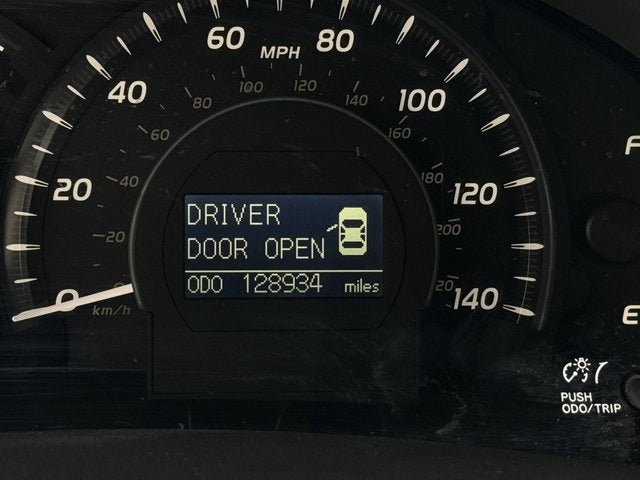 60 MPH 80
80 100 120 140
40 100
60 160
20 40 180 120
20 200
DRIVER
DOOR OPEN
ODO 128934 miles
0 km/h 140
F
E
PUSH
ODO/TRIP